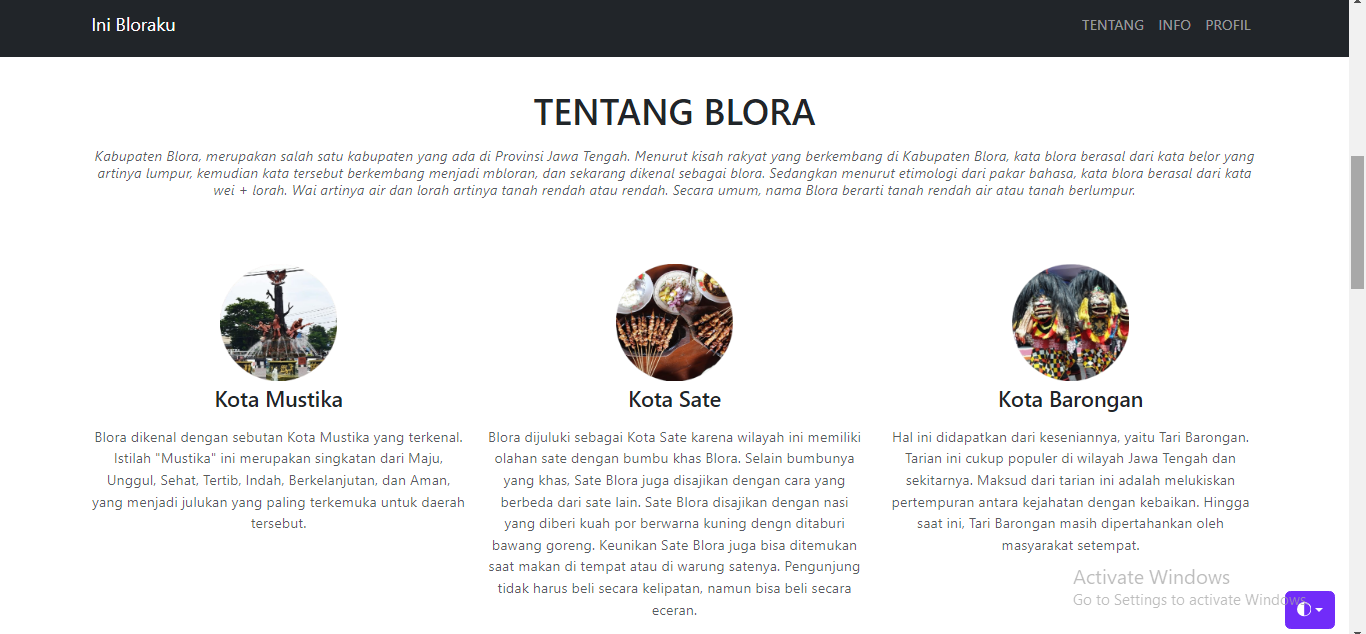 Ini Bloraku
TENTANG INFO PROFIL
TENTANG BLORA
Kabupaten Blora, merupakan salah satu kabupaten yang ada di Provinsi Jawa Tengah. Menurut kisah rakyat yang berkembang di Kabupaten Blora, kata blora berasal dari kata belor yang
artinya lumpur, kemudian kata tersebut berkembang menjadi mbloran, dan sekarang dikenal sebagai blora. Sedangkan menurut etimologi dari pakar bahasa, kata blora berasal dari kata
wei + lorah. Wai artinya air dan lorah artinya tanah rendah atau rendah. Secara umum, nama Blora berarti tanah rendah air atau tanah berlumpur.
Kota Mustika
Blora dikenal dengan sebutan Kota Mustika yang terkenal.
Istilah "Mustika" ini merupakan singkatan dari Maju,
Unggul, Sehat, Tertib, Indah, Berkelanjutan, dan Aman,
yang menjadi julukan yang paling terkemuka untuk daerah
tersebut.
Kota Sate
Blora dijuluki sebagai Kota Sate karena wilayah ini memiliki
olahan sate dengan bumbu khas Blora. Selain bumbunya
yang khas, Sate Blora juga disajikan dengan cara yang
berbeda dari sate lain. Sate Blora disajikan dengan nasi
yang diberi kuah por berwarna kuning dengn ditaburi
bawang goreng. Keunikan Sate Blora juga bisa ditemukan
saat makan di tempat atau di warung satenya. Pengunjung
tidak harus beli secara kelipatan, namun bisa beli secara
eceran.
Kota Barongan
Hal ini didapatkan dari keseniannya, yaitu Tari Barongan.
Tarian ini cukup populer di wilayah Jawa Tengah dan
sekitarnya. Maksud dari tarian ini adalah melukiskan
pertempuran antara kejahatan dengan kebaikan. Hingga
saat ini, Tari Barongan masih dipertahankan oleh
masyarakat setempat.
Activate Windows
Go to Settings to activate Windows.